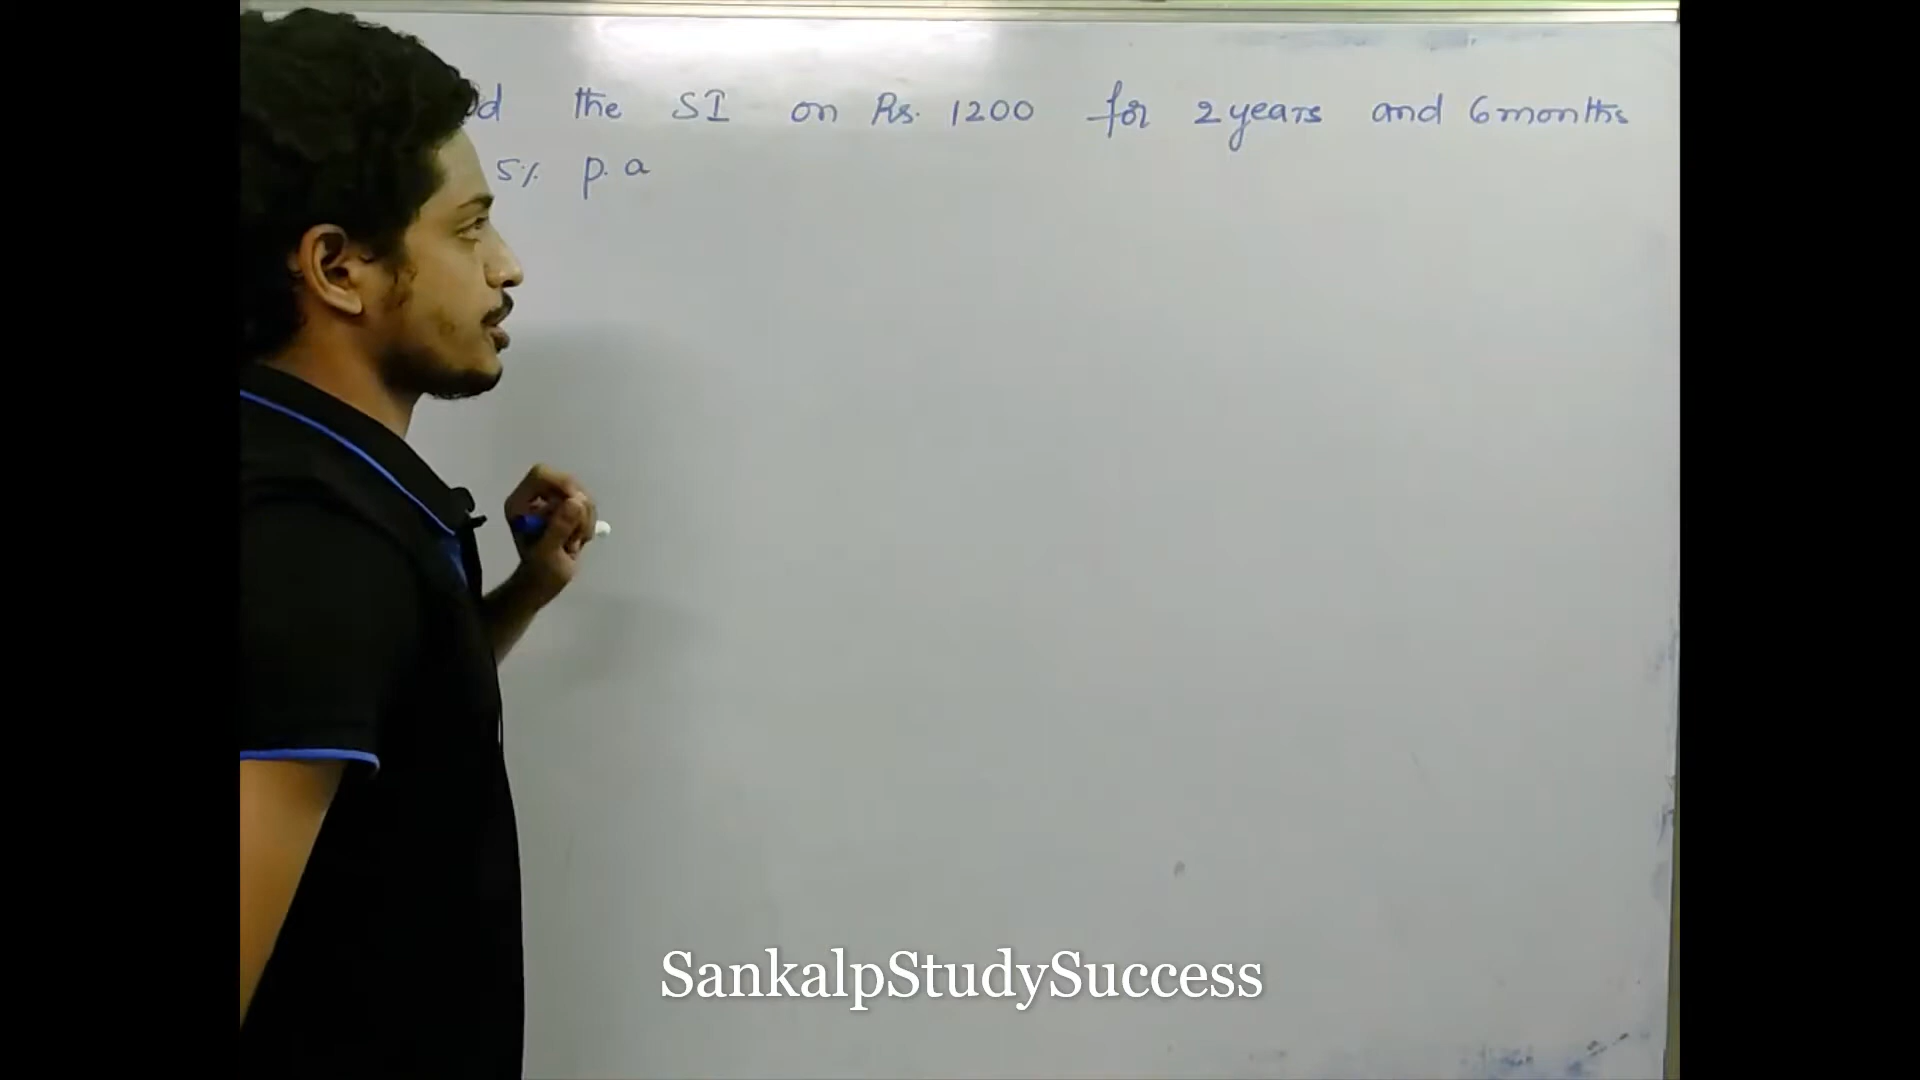 the SI on Rs. 1200 for 2 years and 6 months
5% p.a
SankalpStudySuccess